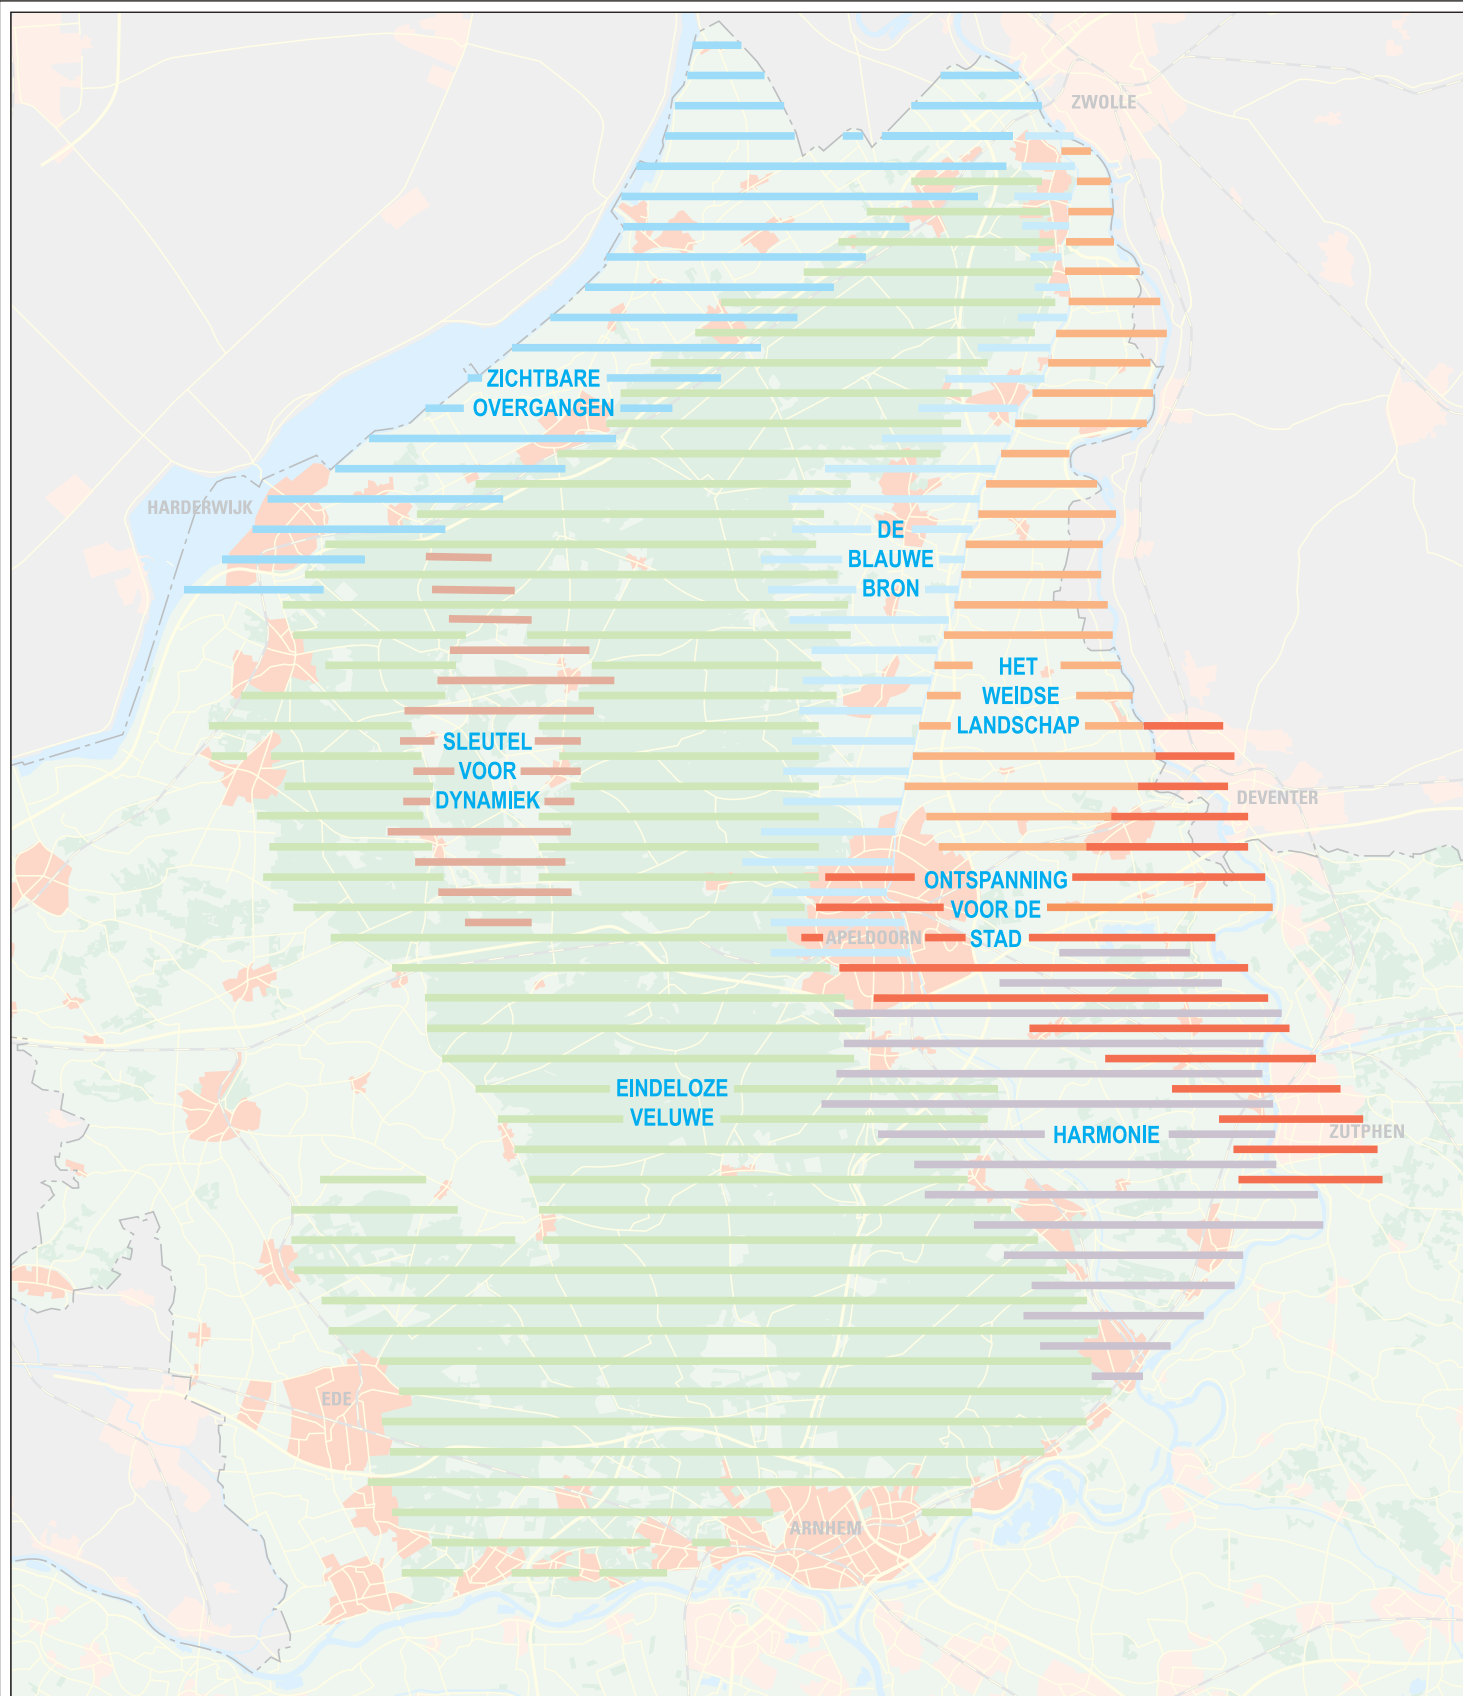 ZWOLLE
ZICHTBARE
OVERGANGEN
HARDERWIJK
DE
BLAUWE
BRON
HET
WEIDSE
LANDSCHAP
SLEUTEL
VOOR
DYNAMIEK
DEVENTER
ONTSPANNING
VOOR DE
STAD
APELDOORN
EINDELOZE
VELUWE
HARMONIE
ZUTPHEN
EDE
ARNHEM